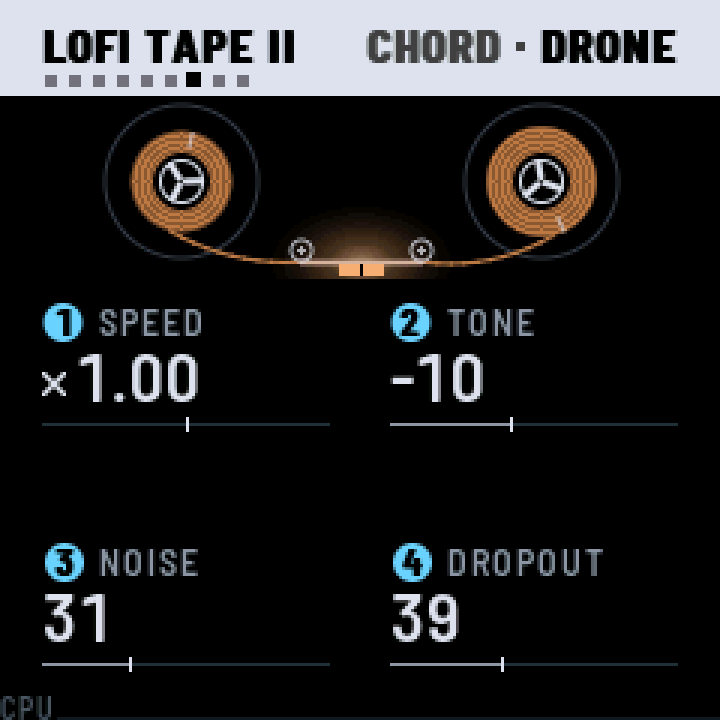 LOFI TAPE II CHORD · DRONE
1 SPEED 2 TONE
×1.00 -10
3 NOISE 4 DROPOUT
31 39
CPU